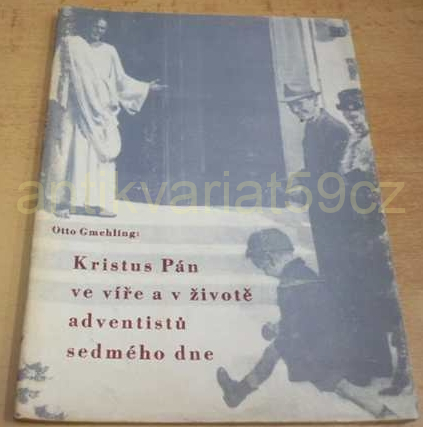 antikvariat59cz
Otto Gmehling:
Kristus Pán
ve víře a v životě
adventistů
sedmého dne